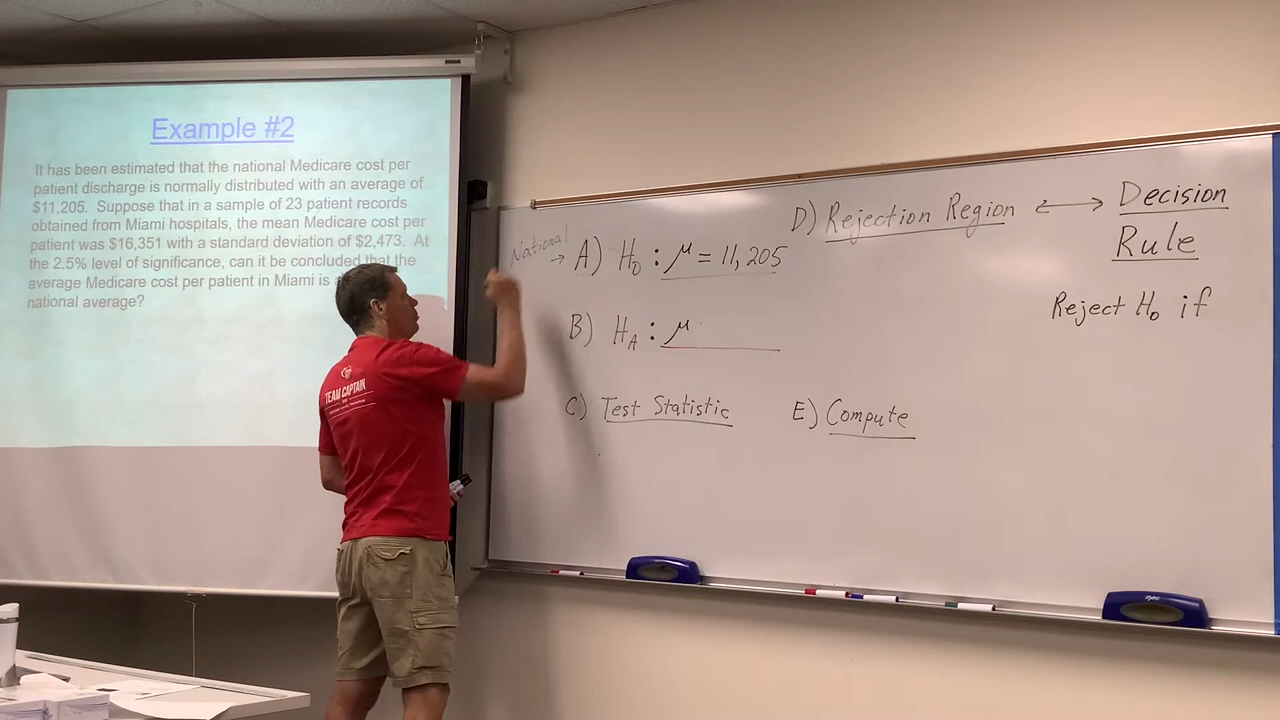 Example #2
It has been estimated that the national Medicare cost per
patient discharge is normally distributed with an average of
$11,205. Suppose that in a sample of 23 patient records
obtained from Miami hospitals, the mean Medicare cost per
patient was $16,351 with a standard deviation of $2,473. At
the 2.5% level of significance, can it be concluded that the
average Medicare cost per patient in Miami is
national average?
TEAM CAPTAIN
National
→ A) H₀ : μ = 11,205
B) H_A : μ
C) Test Statistic
D) Rejection Region ⟷ Decision
Rule
Reject H₀ if
E) Compute